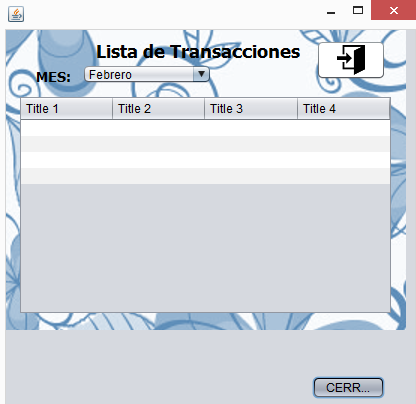 Lista de Transacciones
MES: Febrero
Title 1 Title 2 Title 3 Title 4
CERR...